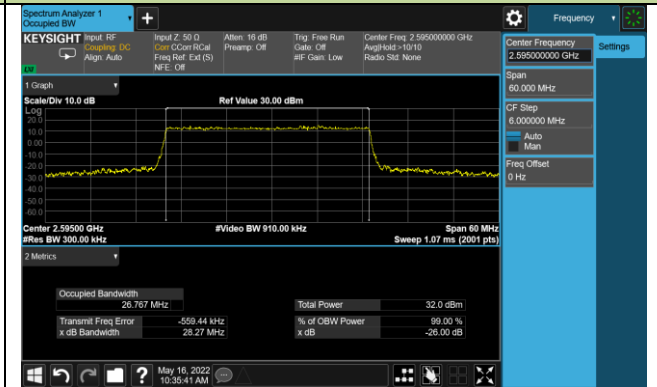 Spectrum Analyzer 1
Occupied BW
Frequency
KEYSIGHT
Input: RF
Coupling: DC
Align: Auto
Input Z: 50 Ω
Corr CCorr RCal
Freq Ref: Ext (S)
NFE: Off
Atten: 16 dB
Preamp: Off
Trig: Free Run
Gate: Off
#IF Gain: Low
Center Freq: 2.595000000 GHz
Avg|Hold:>10/10
Radio Std: None
Center Frequency
2.595000000 GHz
Settings
Span
60.000 MHz
CF Step
6.000000 MHz
Auto
Man
Freq Offset
0 Hz
1 Graph
Scale/Div 10.0 dB
Ref Value 30.00 dBm
Log
20.0
10.0
0.00
-10.0
-20.0
-30.0
-40.0
-50.0
-60.0
Center 2.59500 GHz
#Video BW 910.00 kHz
Span 60 MHz
#Res BW 300.00 kHz
Sweep 1.07 ms (2001 pts)
2 Metrics
Occupied Bandwidth
26.767 MHz
Total Power
32.0 dBm
Transmit Freq Error
-559.44 kHz
% of OBW Power
99.00 %
x dB Bandwidth
28.27 MHz
x dB
-26.00 dB
?
May 16, 2022
10:35:41 AM